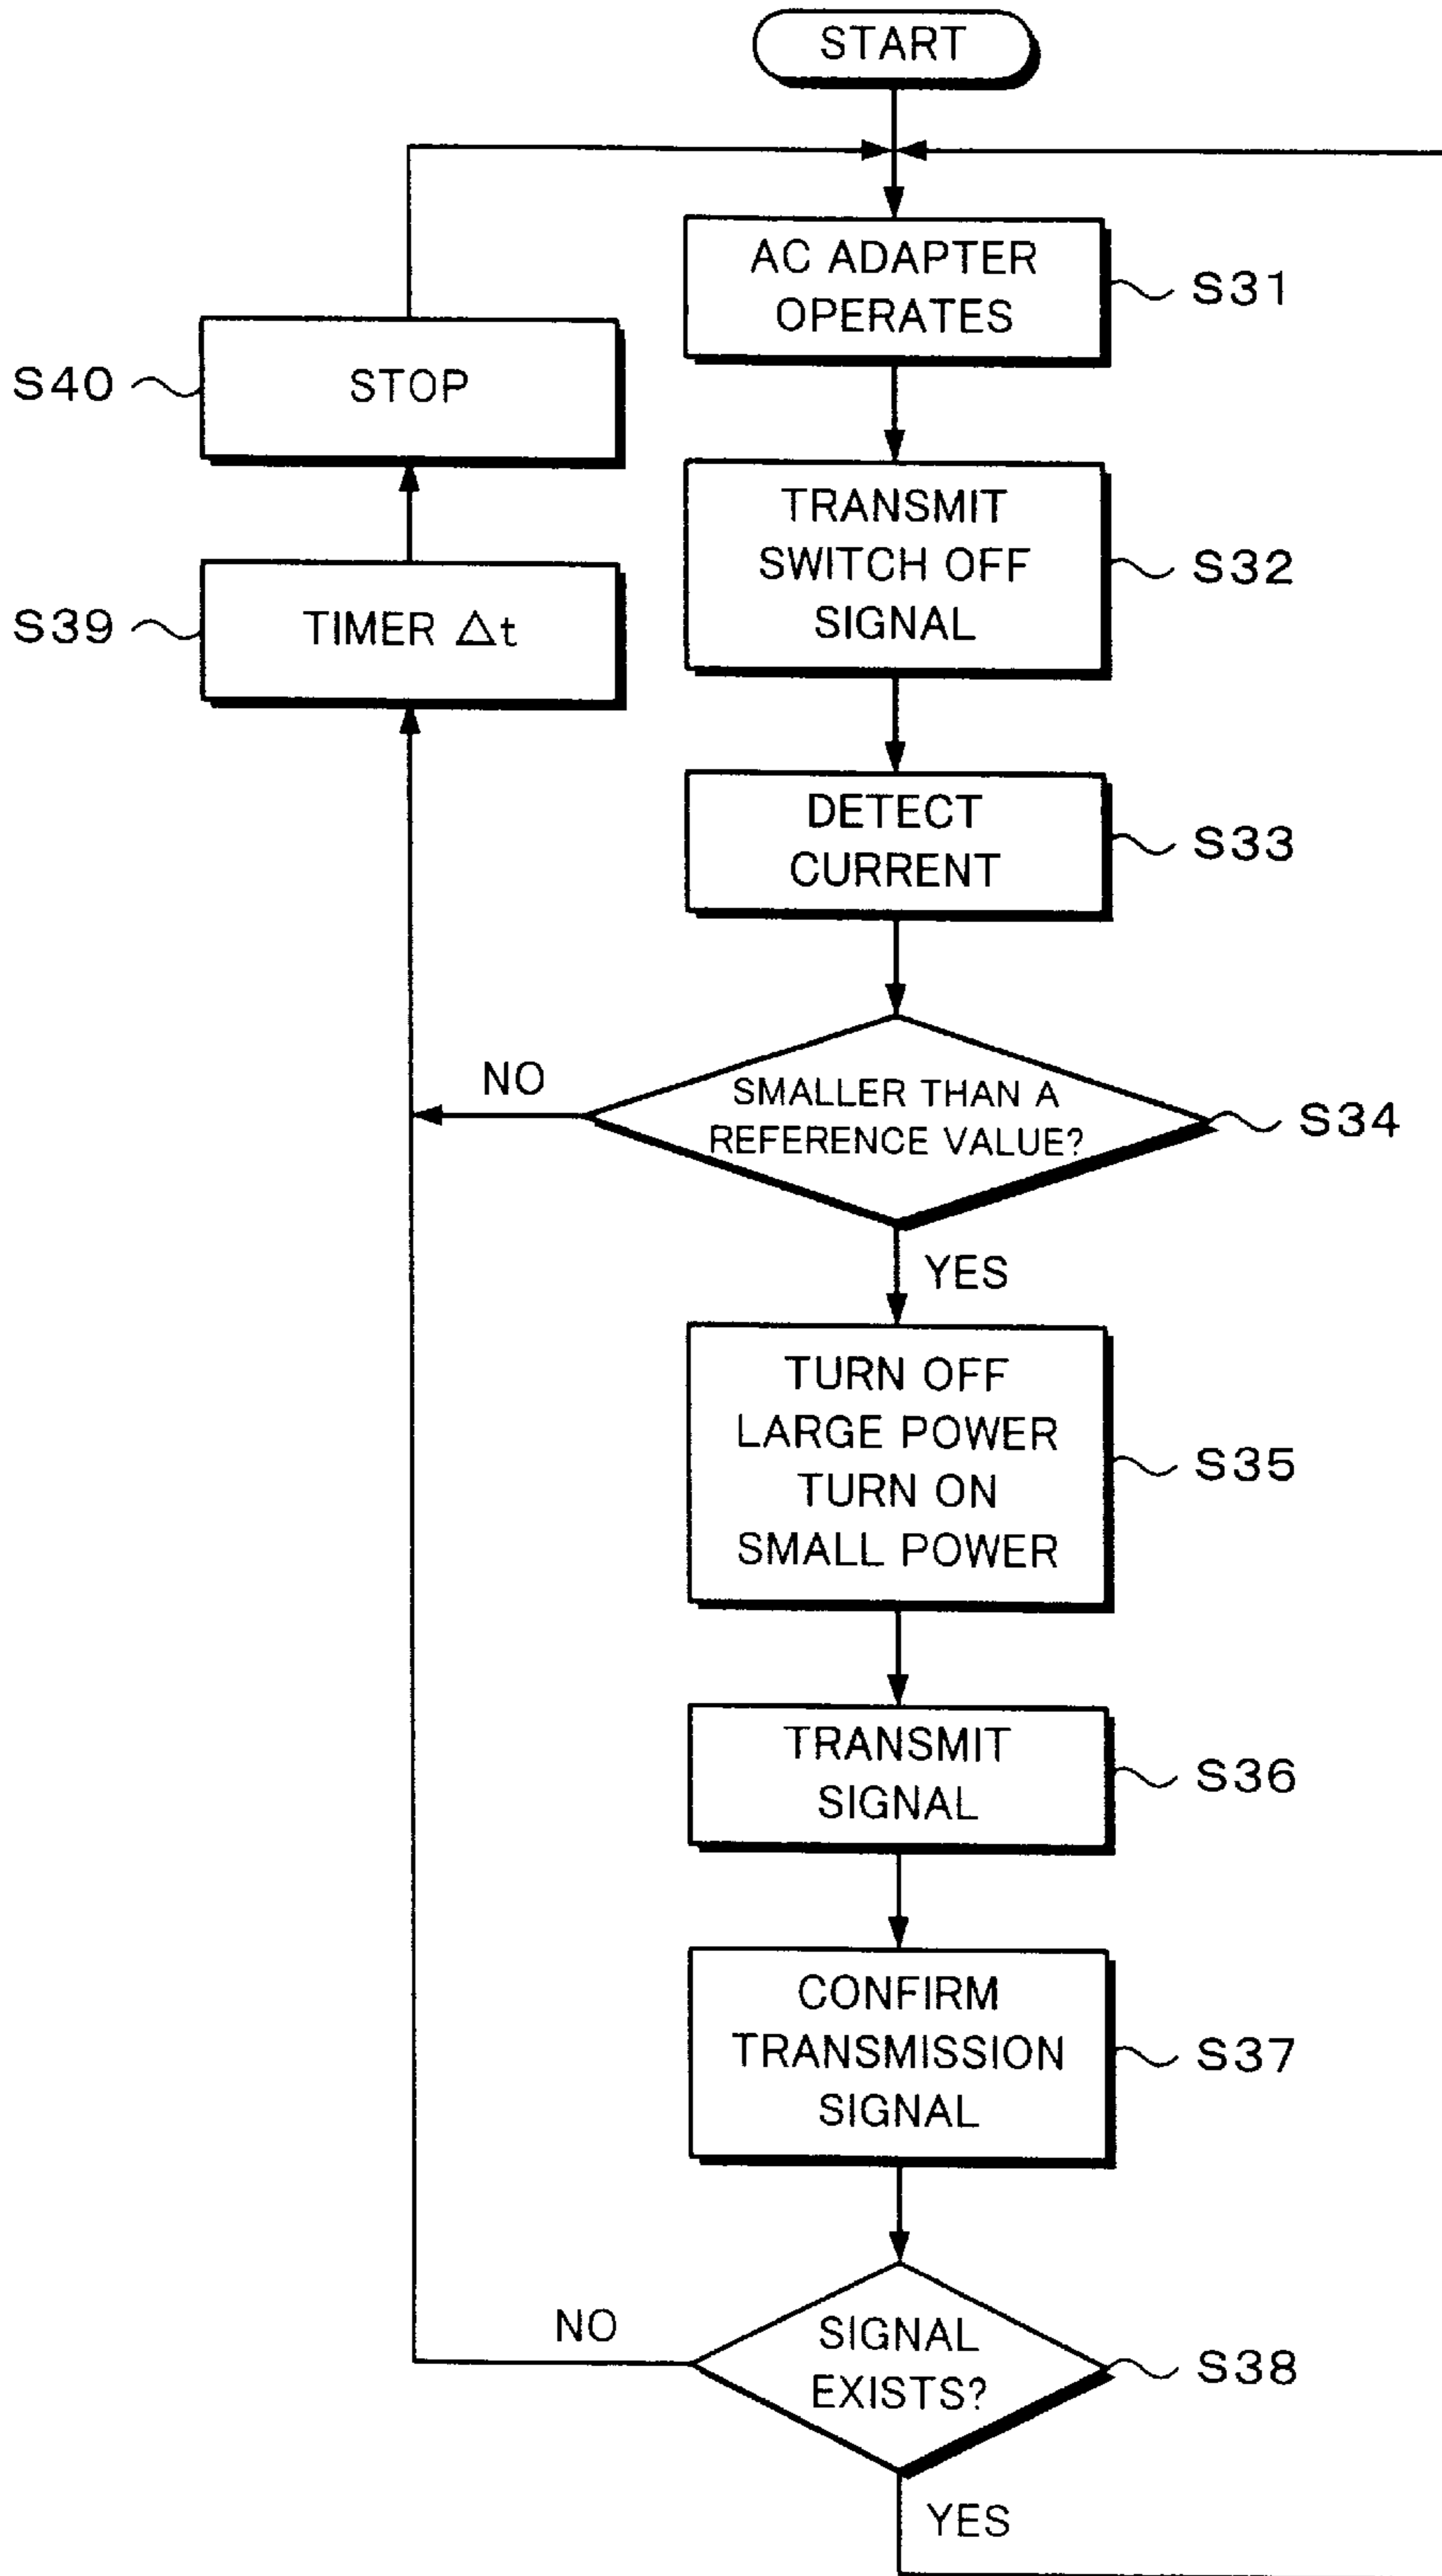 START
AC ADAPTER
OPERATES
S31
S40
STOP
TRANSMIT
SWITCH OFF
SIGNAL
S32
S39
TIMER Δt
DETECT
CURRENT
S33
NO
SMALLER THAN A
REFERENCE VALUE?
S34
YES
TURN OFF
LARGE POWER
TURN ON
SMALL POWER
S35
TRANSMIT
SIGNAL
S36
CONFIRM
TRANSMISSION
SIGNAL
S37
NO
SIGNAL
EXISTS?
S38
YES